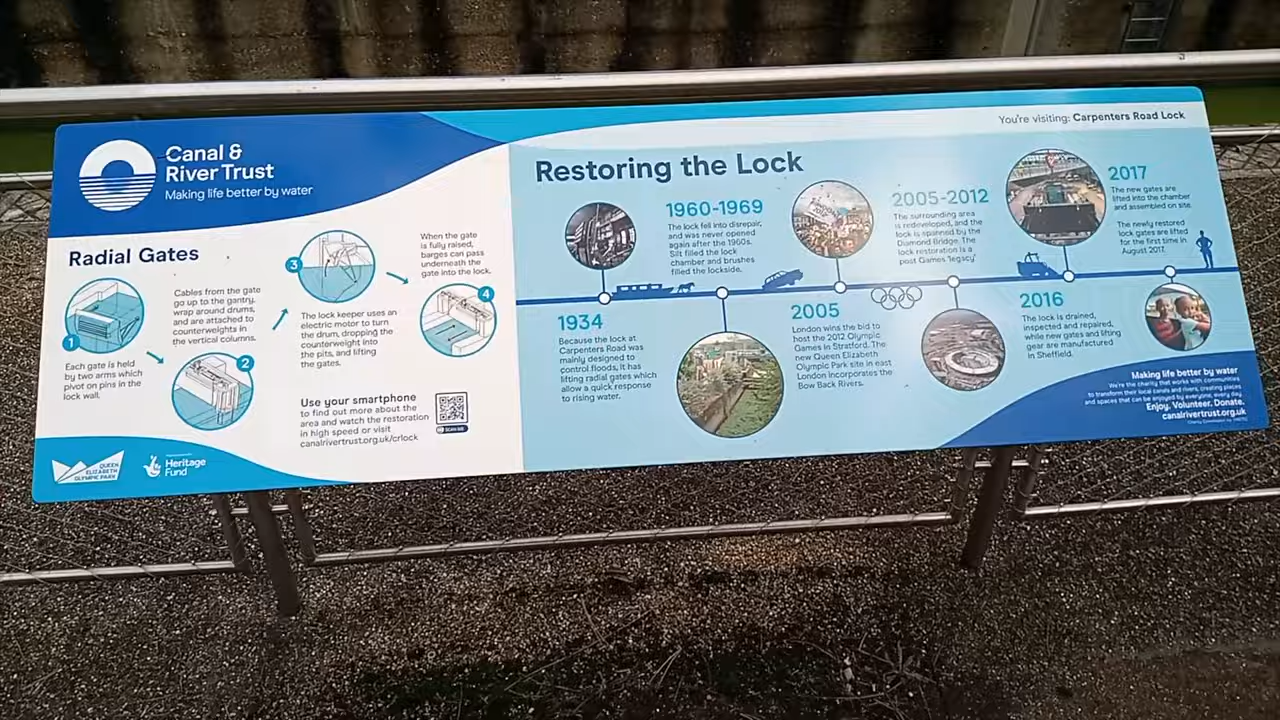 Canal &
River Trust
Making life better by water
You're visiting: Carpenters Road Lock
Radial Gates
1
Each gate is held
by two arms which
pivot on pins in the
lock wall.
Cables from the gate
go up to the gantry,
wrap around drums,
and are attached to
counterweights in
the vertical columns.
2
3
The lock keeper uses an
electric motor to turn
the drum, dropping the
counterweight into
the pits, and lifting
the gates.
When the gate
is fully raised,
barges can pass
underneath the
gate into the lock.
4
Use your smartphone
to find out more about the
area and watch the restoration
in high speed or visit
canalrivertrust.org.uk/crlock
SCAN ME
QUEEN
ELIZABETH
OLYMPIC PARK
Heritage
Fund
Restoring the Lock
1934
Because the lock at
Carpenters Road was
mainly designed to
control floods, it has
lifting radial gates which
allow a quick response
to rising water.
1960-1969
The lock fell into disrepair,
and was never opened
again after the 1960s.
Silt filled the lock
chamber and brushes
filled the lockside.
2005
London wins the bid to
host the 2012 Olympic
Games in Stratford. The
new Queen Elizabeth
Olympic Park site in east
London incorporates the
Bow Back Rivers.
2005-2012
The surrounding area
is redeveloped, and the
lock is spanned by the
Diamond Bridge. The
lock restoration is a
post Games 'legacy'
2016
The lock is drained,
inspected and repaired,
while new gates and lifting
gear are manufactured
in Sheffield.
2017
The new gates are
lifted into the chamber
and assembled on site.
The newly restored
lock gates are lifted
for the first time in
August 2017.
Making life better by water
We're the charity that works with communities
to transform their local canals and rivers, creating places
and spaces that can be enjoyed by everyone, every day.
Enjoy. Volunteer. Donate.
canalrivertrust.org.uk